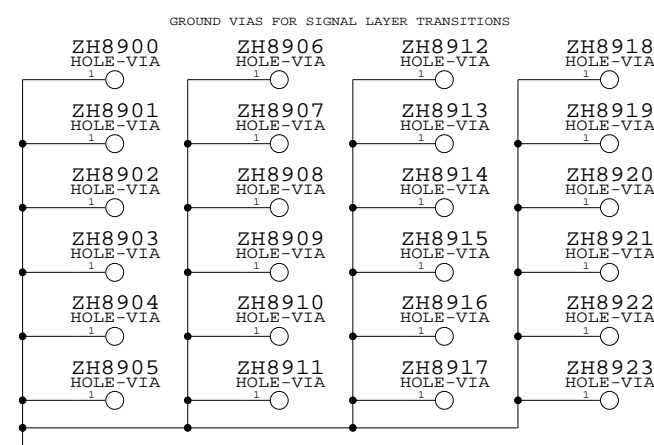 GROUND VIAS FOR SIGNAL LAYER TRANSITIONS
ZH8900 ZH8906 ZH8912 ZH8918
HOLE-VIA HOLE-VIA HOLE-VIA HOLE-VIA
1 1 1 1
ZH8901 ZH8907 ZH8913 ZH8919
HOLE-VIA HOLE-VIA HOLE-VIA HOLE-VIA
1 1 1 1
ZH8902 ZH8908 ZH8914 ZH8920
HOLE-VIA HOLE-VIA HOLE-VIA HOLE-VIA
1 1 1 1
ZH8903 ZH8909 ZH8915 ZH8921
HOLE-VIA HOLE-VIA HOLE-VIA HOLE-VIA
1 1 1 1
ZH8904 ZH8910 ZH8916 ZH8922
HOLE-VIA HOLE-VIA HOLE-VIA HOLE-VIA
1 1 1 1
ZH8905 ZH8911 ZH8917 ZH8923
HOLE-VIA HOLE-VIA HOLE-VIA HOLE-VIA
1 1 1 1